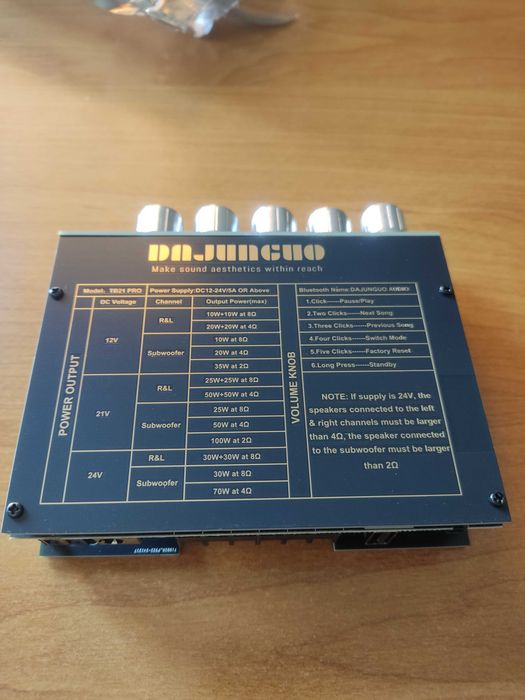 DAJUNGUO
Make sound aesthetics within reach
Model: TB21 PRO Power Supply:DC12-24V/5A OR Above
DC Voltage Channel Output Power(max)
POWER OUTPUT
12V
R&L
10W+10W at 8Ω
20W+20W at 4Ω
Subwoofer
10W at 8Ω
20W at 4Ω
35W at 2Ω
21V
R&L
25W+25W at 8Ω
50W+50W at 4Ω
Subwoofer
25W at 8Ω
50W at 4Ω
100W at 2Ω
24V
R&L
30W+30W at 8Ω
Subwoofer
30W at 8Ω
70W at 4Ω
VOLUME KNOB
Bluetooth Name:DAJUNGUO AUDIO
1.Click-----Pause/Play
2.Two Clicks-----Next Song
3.Three Clicks-----Previous Song
4.Four Clicks-----Switch Mode
5.Five Clicks-----Factory Reset
6.Long Press-----Standby
NOTE: If supply is 24V, the
speakers connected to the left
& right channels must be larger
than 4Ω, the speaker connected
to the subwoofer must be larger
than 2Ω